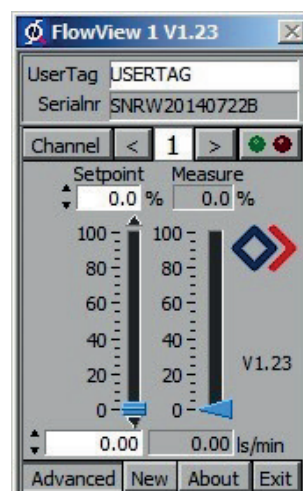 FlowView 1 V1.23
UserTag USERTAG
Serialnr SNRW20140722B
Channel < 1 >
Setpoint Measure
0.0 % 0.0 %
100 100
80 80
60 60
40 40
V1.23
20 20
0 0
0.00 0.00 ls/min
Advanced New About Exit